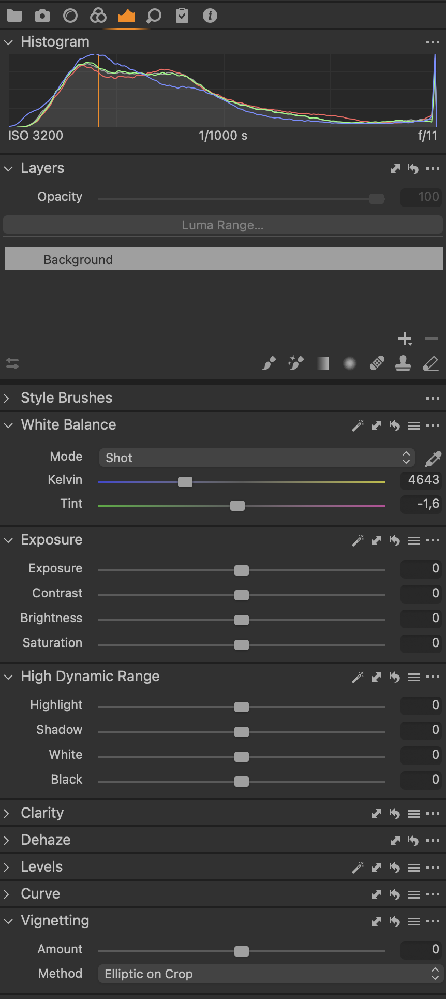 Histogram
ISO 3200 1/1000 s f/11
Layers
Opacity 100
Luma Range...
Background
Style Brushes
White Balance
Mode Shot
Kelvin 4643
Tint -1,6
Exposure
Exposure 0
Contrast 0
Brightness 0
Saturation 0
High Dynamic Range
Highlight 0
Shadow 0
White 0
Black 0
Clarity
Dehaze
Levels
Curve
Vignetting
Amount 0
Method Elliptic on Crop